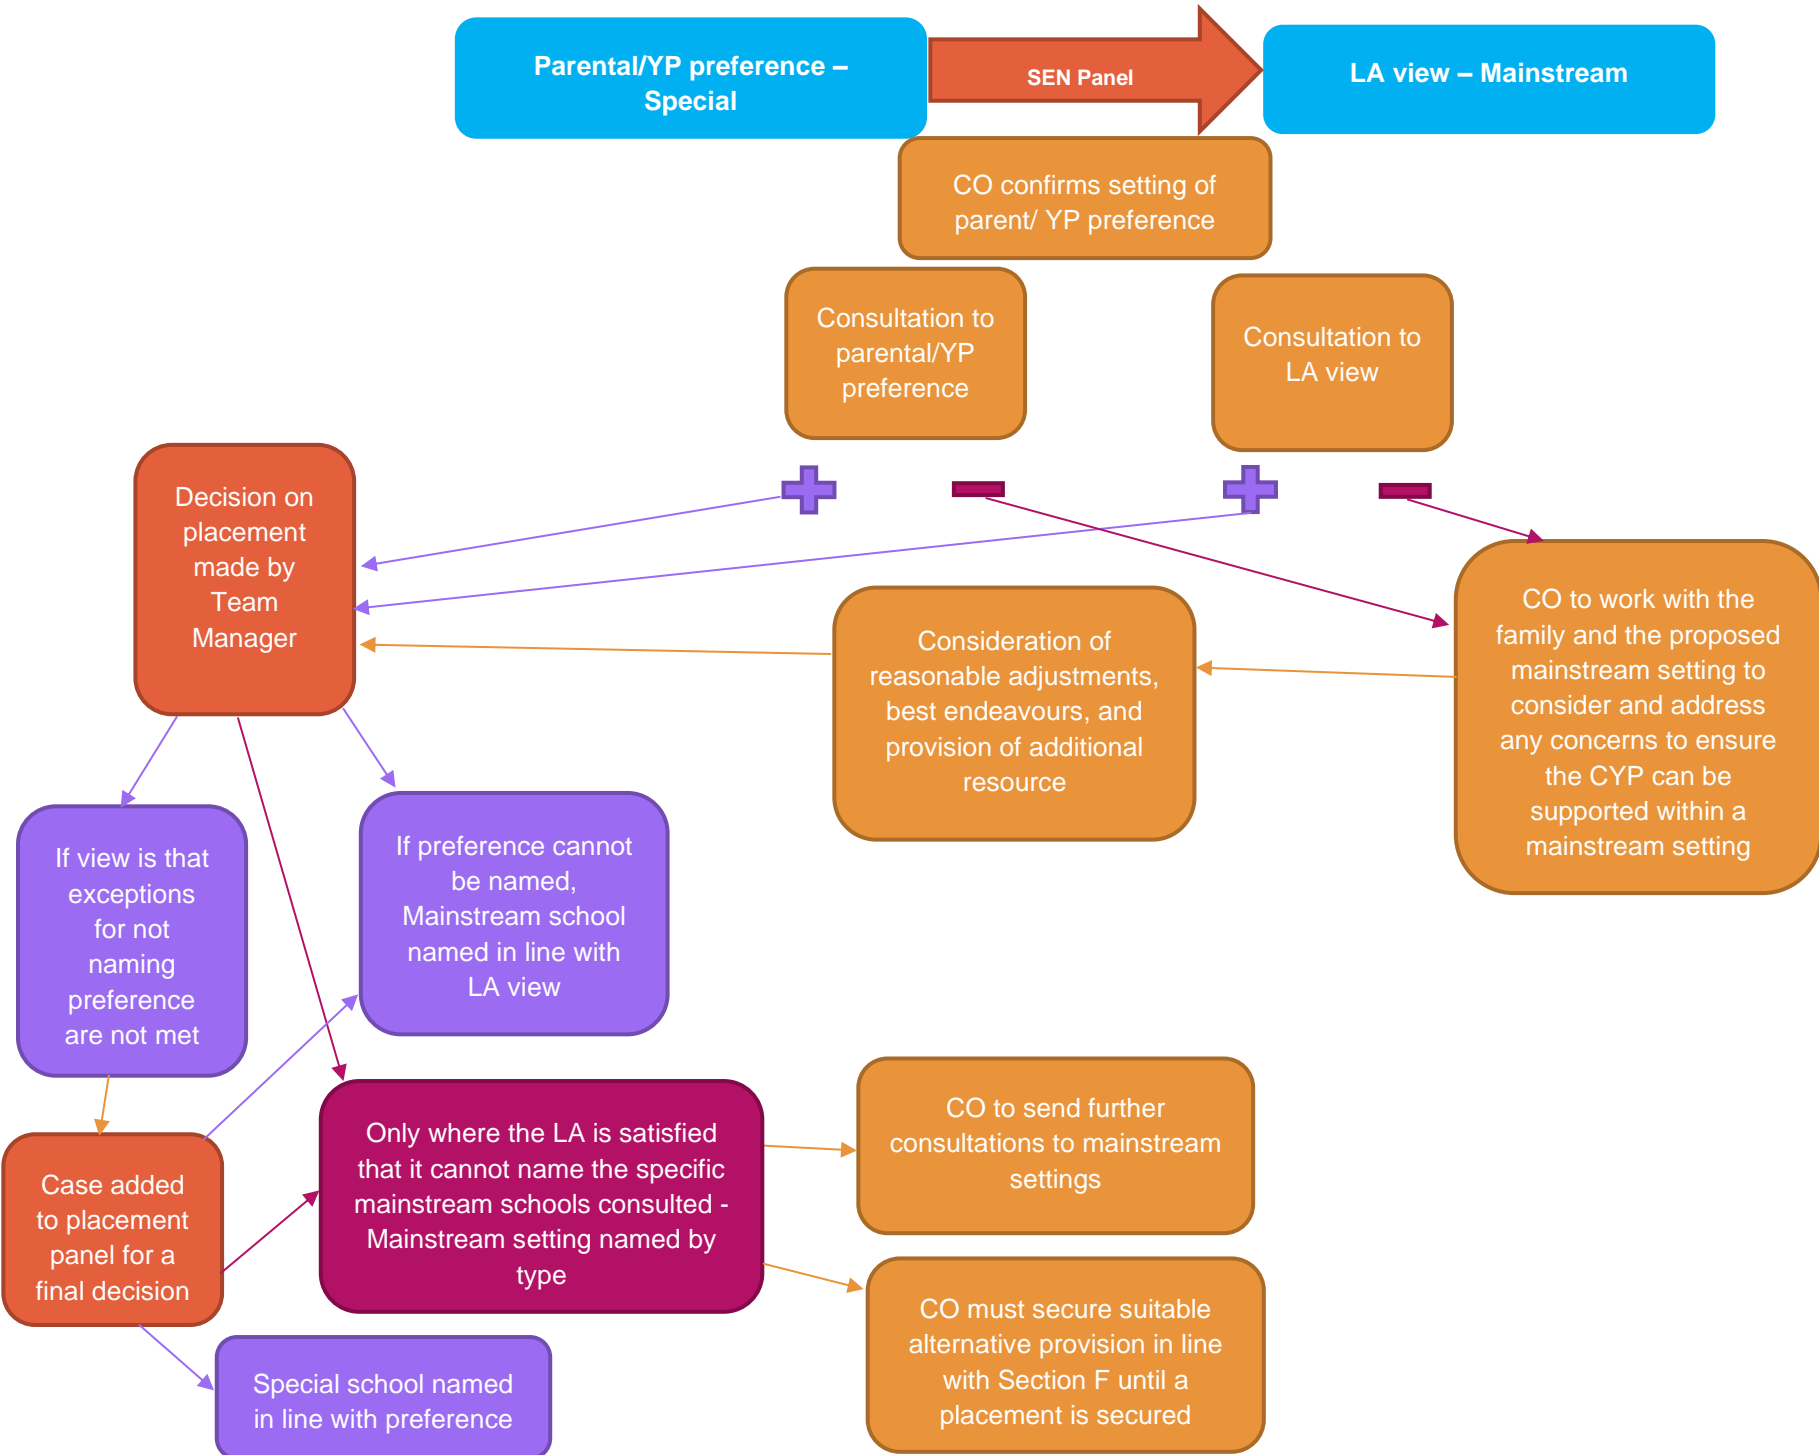 Parental/YP preference –
Special
SEN Panel
LA view – Mainstream
CO confirms setting of
parent/ YP preference
Consultation to
parental/YP
preference
Consultation to
LA view
Decision on
placement
made by
Team
Manager
Consideration of
reasonable adjustments,
best endeavours, and
provision of additional
resource
CO to work with the
family and the proposed
mainstream setting to
consider and address
any concerns to ensure
the CYP can be
supported within a
mainstream setting
If view is that
exceptions
for not
naming
preference
are not met
If preference cannot
be named,
Mainstream school
named in line with
LA view
Case added
to placement
panel for a
final decision
Only where the LA is satisfied
that it cannot name the specific
mainstream schools consulted -
Mainstream setting named by
type
CO to send further
consultations to mainstream
settings
CO must secure suitable
alternative provision in line
with Section F until a
placement is secured
Special school named
in line with preference